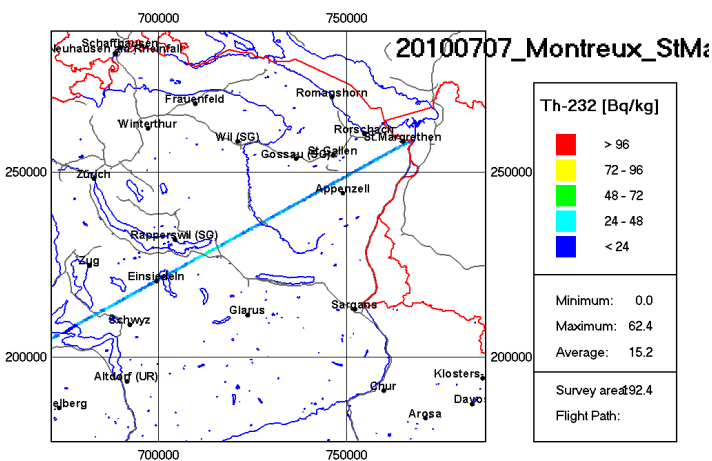 700000 750000
20100707_Montreux_StMa
Schaffhausen
Neuhausen am Rheinfall
Frauenfeld
Romanshorn
Winterthur
Rorschach
Wil (SG)
St.Margrethen
Gossau (SG)
St.Gallen
250000
250000
Zürich
Appenzell
Rapperswil (SG)
Zug
Einsiedeln
Schwyz
Glarus
Sargans
200000
200000
Altdorf (UR)
Klosters-
Chur
elberg
Davos
Arosa
700000 750000
Th-232 [Bq/kg]
> 96
72 - 96
48 - 72
24 - 48
< 24
Minimum: 0.0
Maximum: 62.4
Average: 15.2
Survey area:192.4
Flight Path: